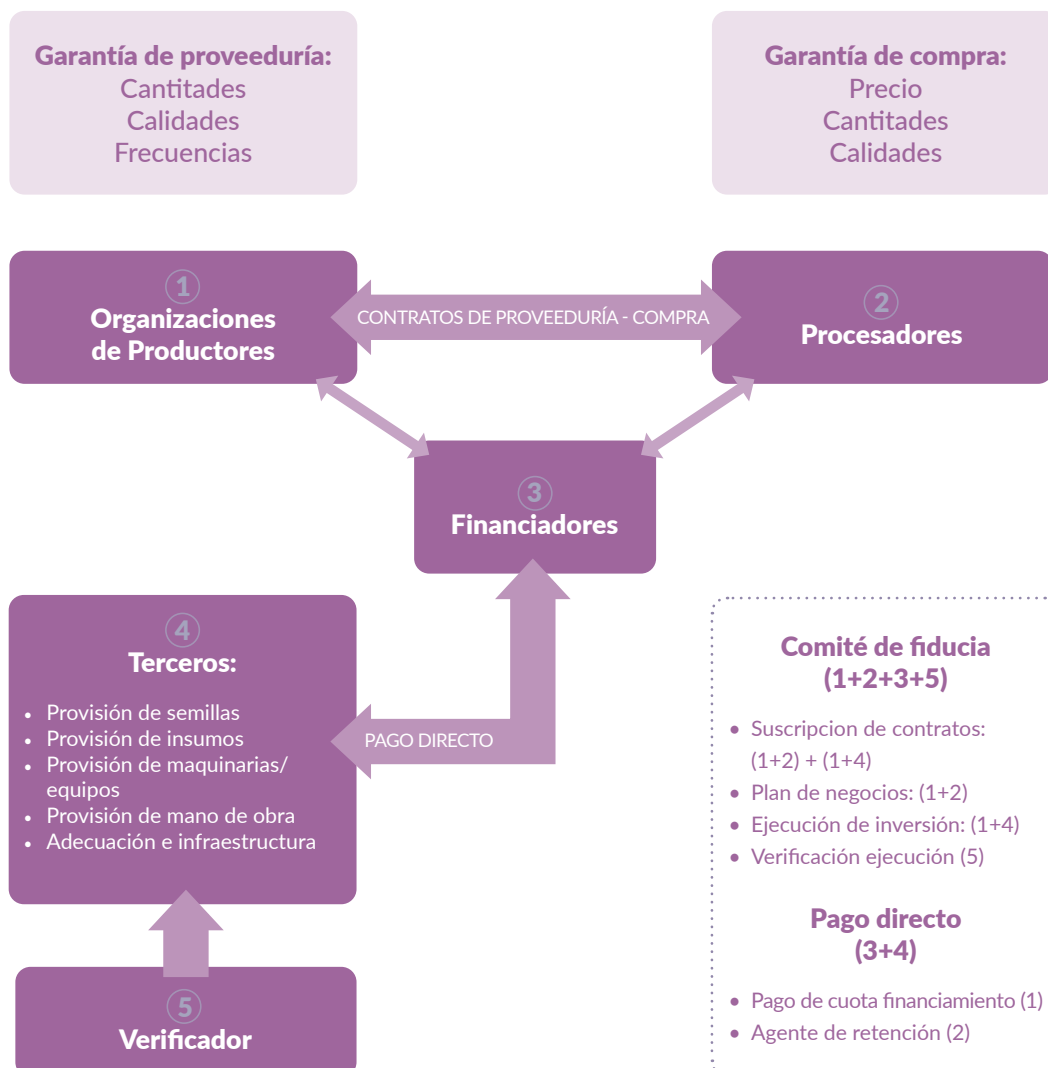 Garantía de proveeduría:
Cantitades
Calidades
Frecuencias
Garantía de compra:
Precio
Cantitades
Calidades
1
Organizaciones
de Productores
CONTRATOS DE PROVEEDURÍA - COMPRA
2
Procesadores
3
Financiadores
4
Terceros:
• Provisión de semillas
• Provisión de insumos
• Provisión de maquinarias/
equipos
• Provisión de mano de obra
• Adecuación e infraestructura
PAGO DIRECTO
5
Verificador
Comité de fiducia
(1+2+3+5)
• Suscripcion de contratos:
(1+2) + (1+4)
• Plan de negocios: (1+2)
• Ejecución de inversión: (1+4)
• Verificación ejecución (5)
Pago directo
(3+4)
• Pago de cuota financiamiento (1)
• Agente de retención (2)